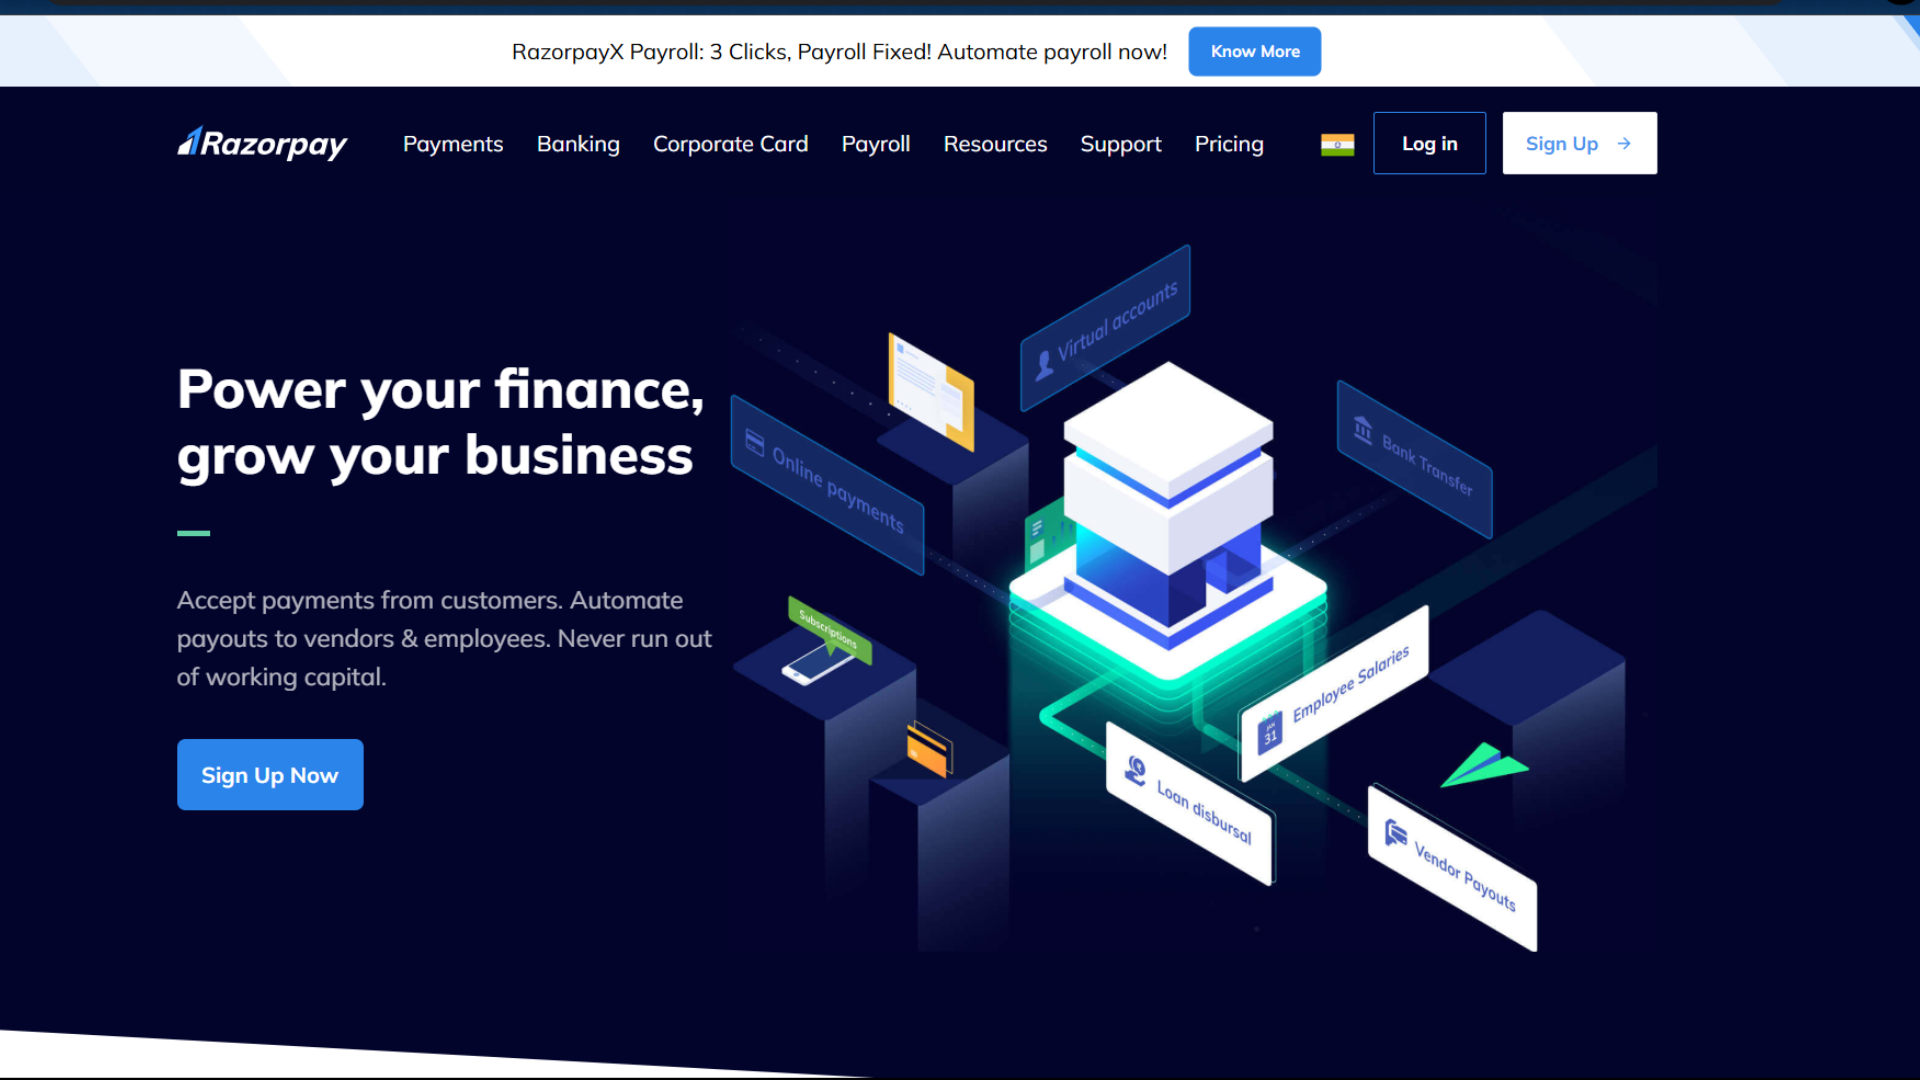 RazorpayX Payroll: 3 Clicks, Payroll Fixed! Automate payroll now!
Know More
Razorpay
Payments
Banking
Corporate Card
Payroll
Resources
Support
Pricing
Log in
Sign Up
Power your finance,
grow your business
Accept payments from customers. Automate
payouts to vendors & employees. Never run out
of working capital.
Sign Up Now
Virtual accounts
Online payments
Bank Transfer
Subscriptions
Employee Salaries
JAN
31
Loan disbursal
Vendor Payouts